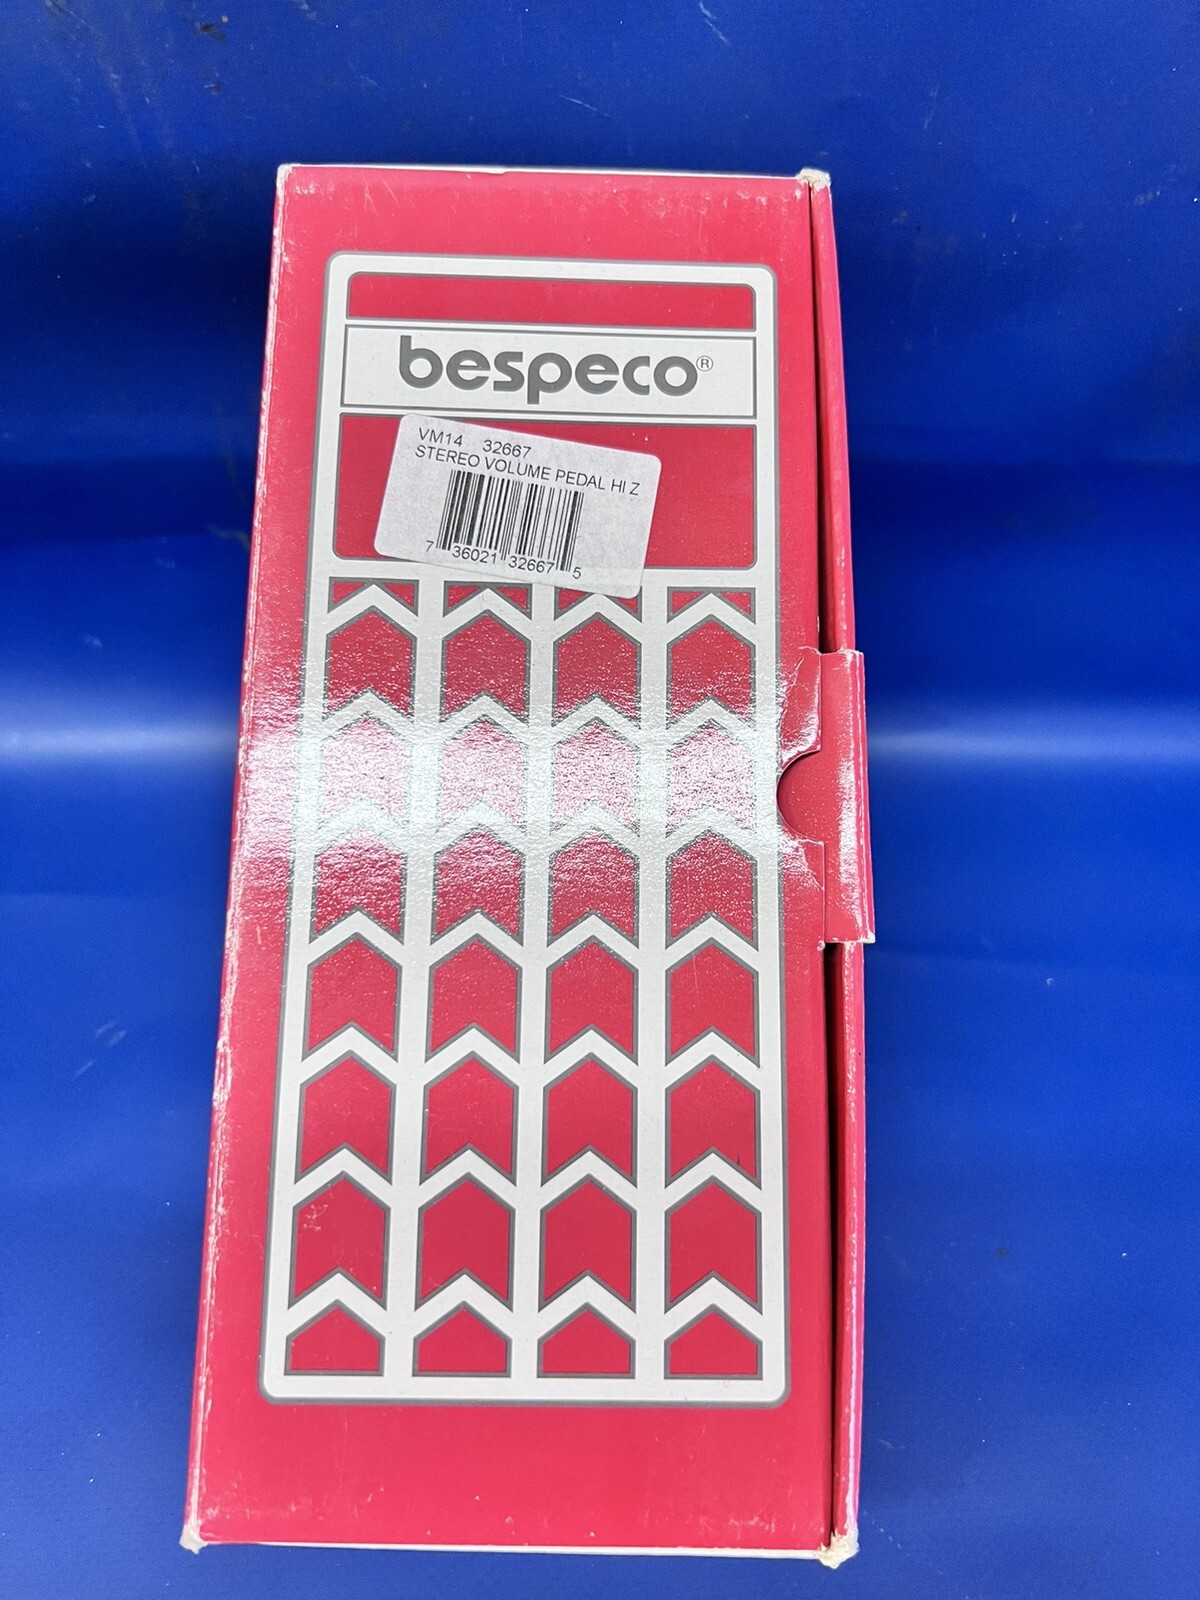 bespeco®
VM14 32667
STEREO VOLUME PEDAL HI Z
7 36021 32667 5